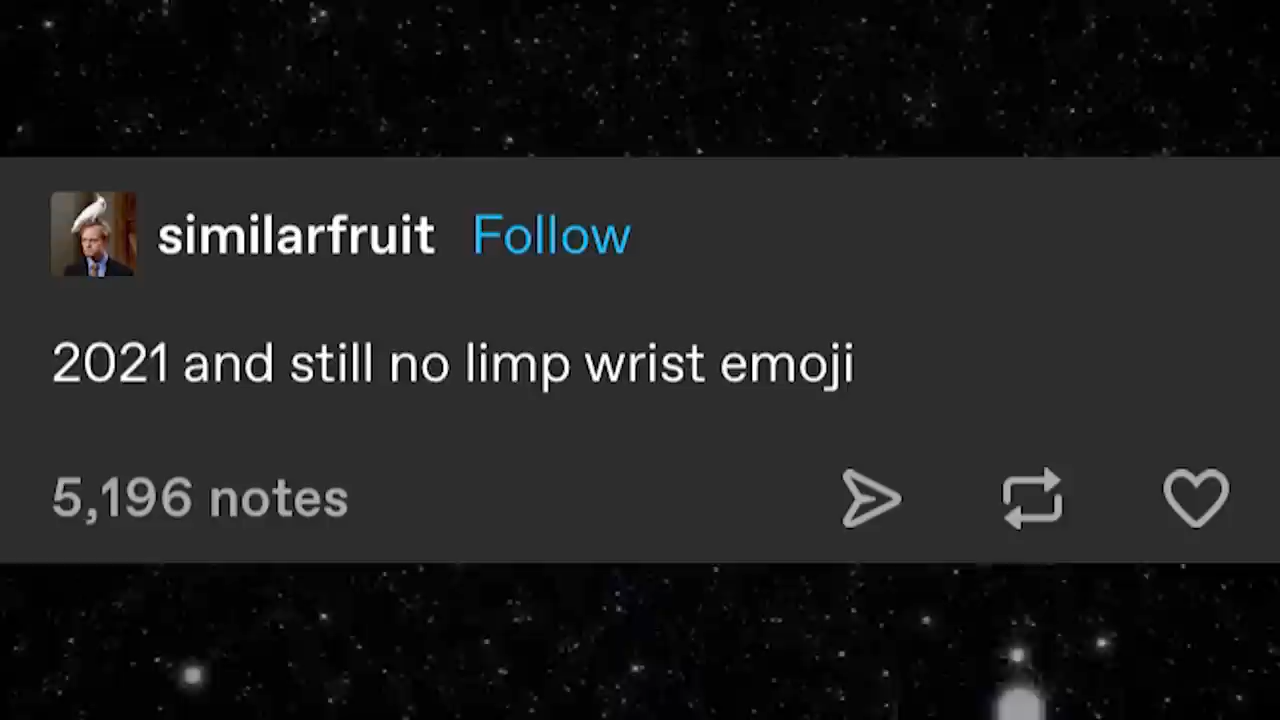 similarfruit Follow
2021 and still no limp wrist emoji
5,196 notes